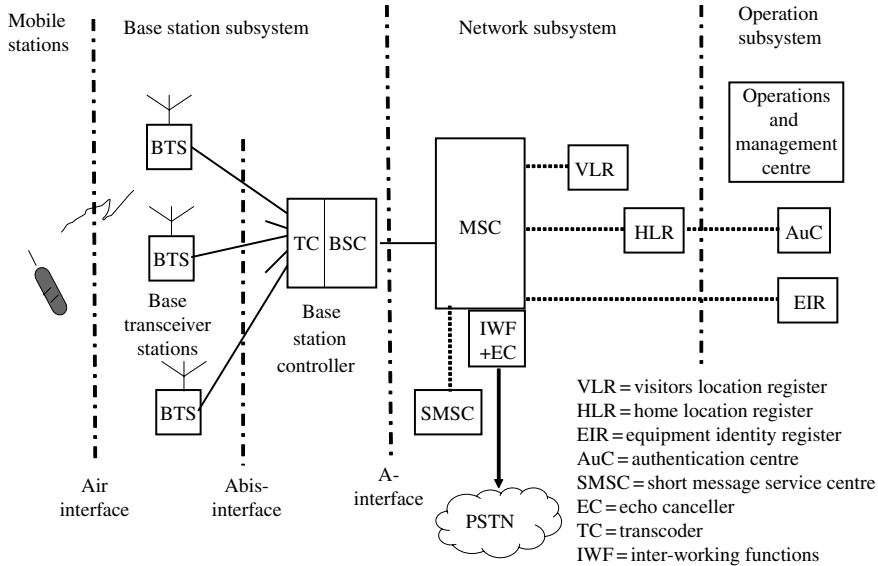 Mobile
stations
Base station subsystem
Network subsystem
Operation
subsystem
Operations
and
management
centre
BTS
VLR
TC
BSC
MSC
HLR
AuC
BTS
Base
transceiver
stations
Base
station
controller
EIR
IWF
+EC
BTS
SMSC
VLR = visitors location register
HLR = home location register
EIR = equipment identity register
AuC = authentication centre
SMSC = short message service centre
EC = echo canceller
TC = transcoder
IWF = inter-working functions
Air
interface
Abis-
interface
A-
interface
PSTN